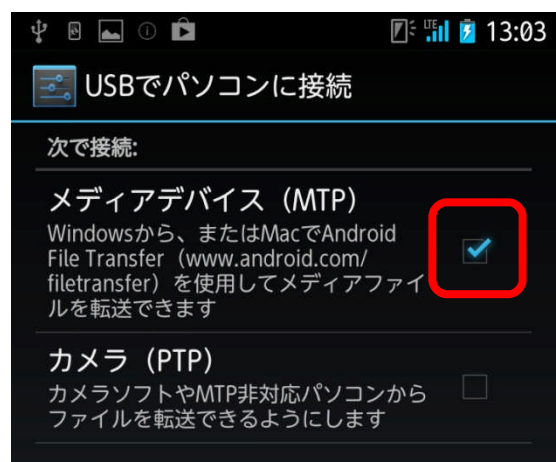 LTE 13:03
USBでパソコンに接続
次で接続:
メディアデバイス（MTP）
Windowsから、またはMacでAndroid
File Transfer（www.android.com/
filetransfer）を使用してメディアファイ
ルを転送できます
カメラ（PTP）
カメラソフトやMTP非対応パソコンから
ファイルを転送できるようにします